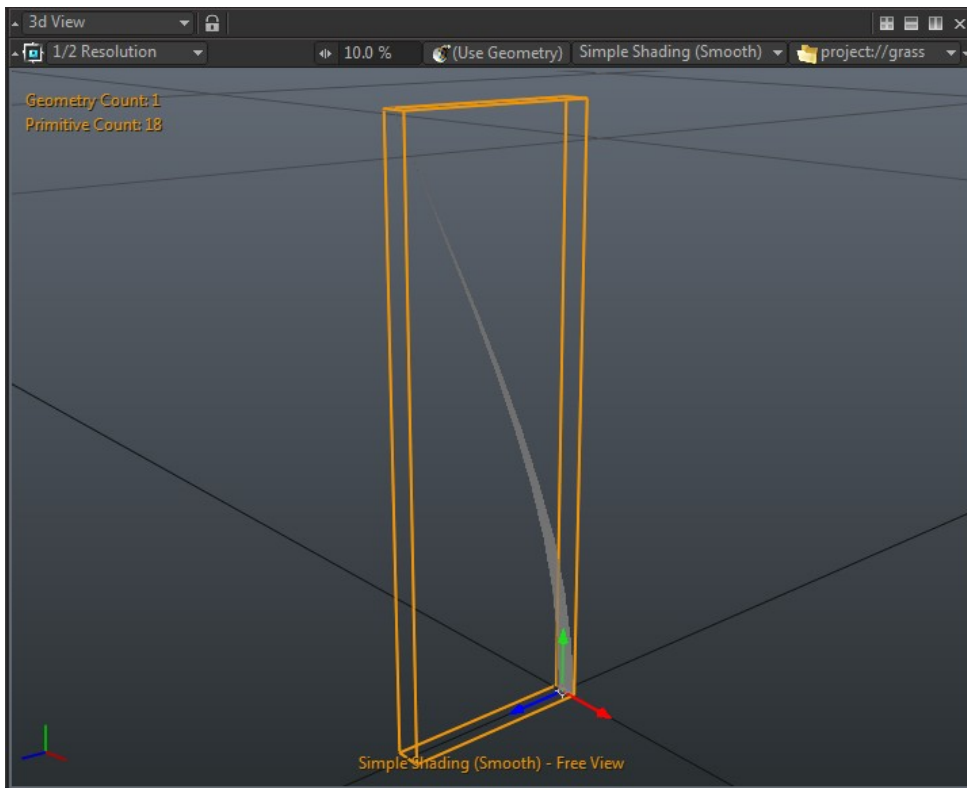 3d View
1/2 Resolution
10.0 %
(Use Geometry)
Simple Shading (Smooth)
project://grass
Geometry Count: 1
Primitive Count: 18
Simple Shading (Smooth) - Free View